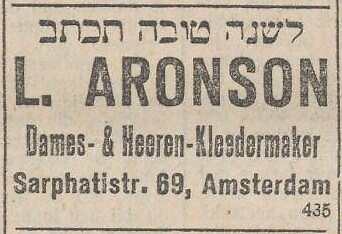 לשנה טובה תכתב
L. ARONSON
Dames- & Heeren-Kleedermaker
Sarphatistr. 69, Amsterdam
435